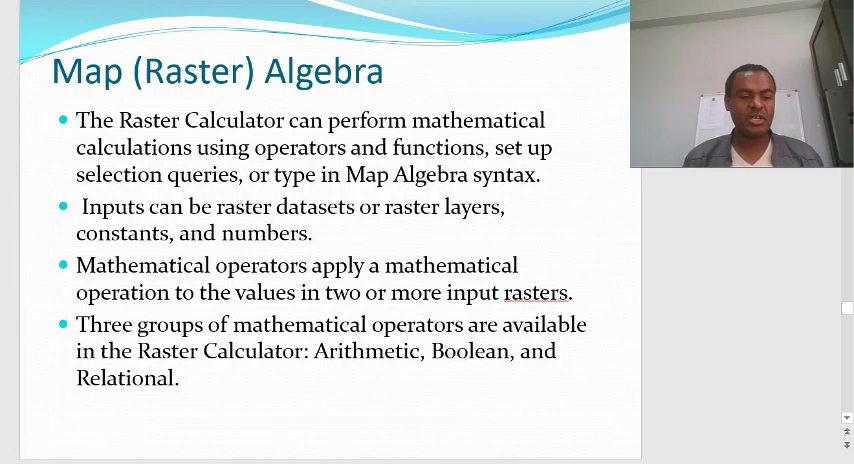 Map (Raster) Algebra
The Raster Calculator can perform mathematical
calculations using operators and functions, set up
selection queries, or type in Map Algebra syntax.
Inputs can be raster datasets or raster layers,
constants, and numbers.
Mathematical operators apply a mathematical
operation to the values in two or more input rasters.
Three groups of mathematical operators are available
in the Raster Calculator: Arithmetic, Boolean, and
Relational.